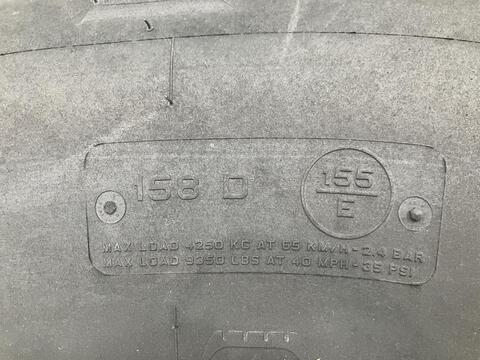 158 D
155
E
MAX LOAD 4250 KG AT 65 KM/H - 2.4 BAR
MAX LOAD 9350 LBS AT 40 MPH - 35 PSI